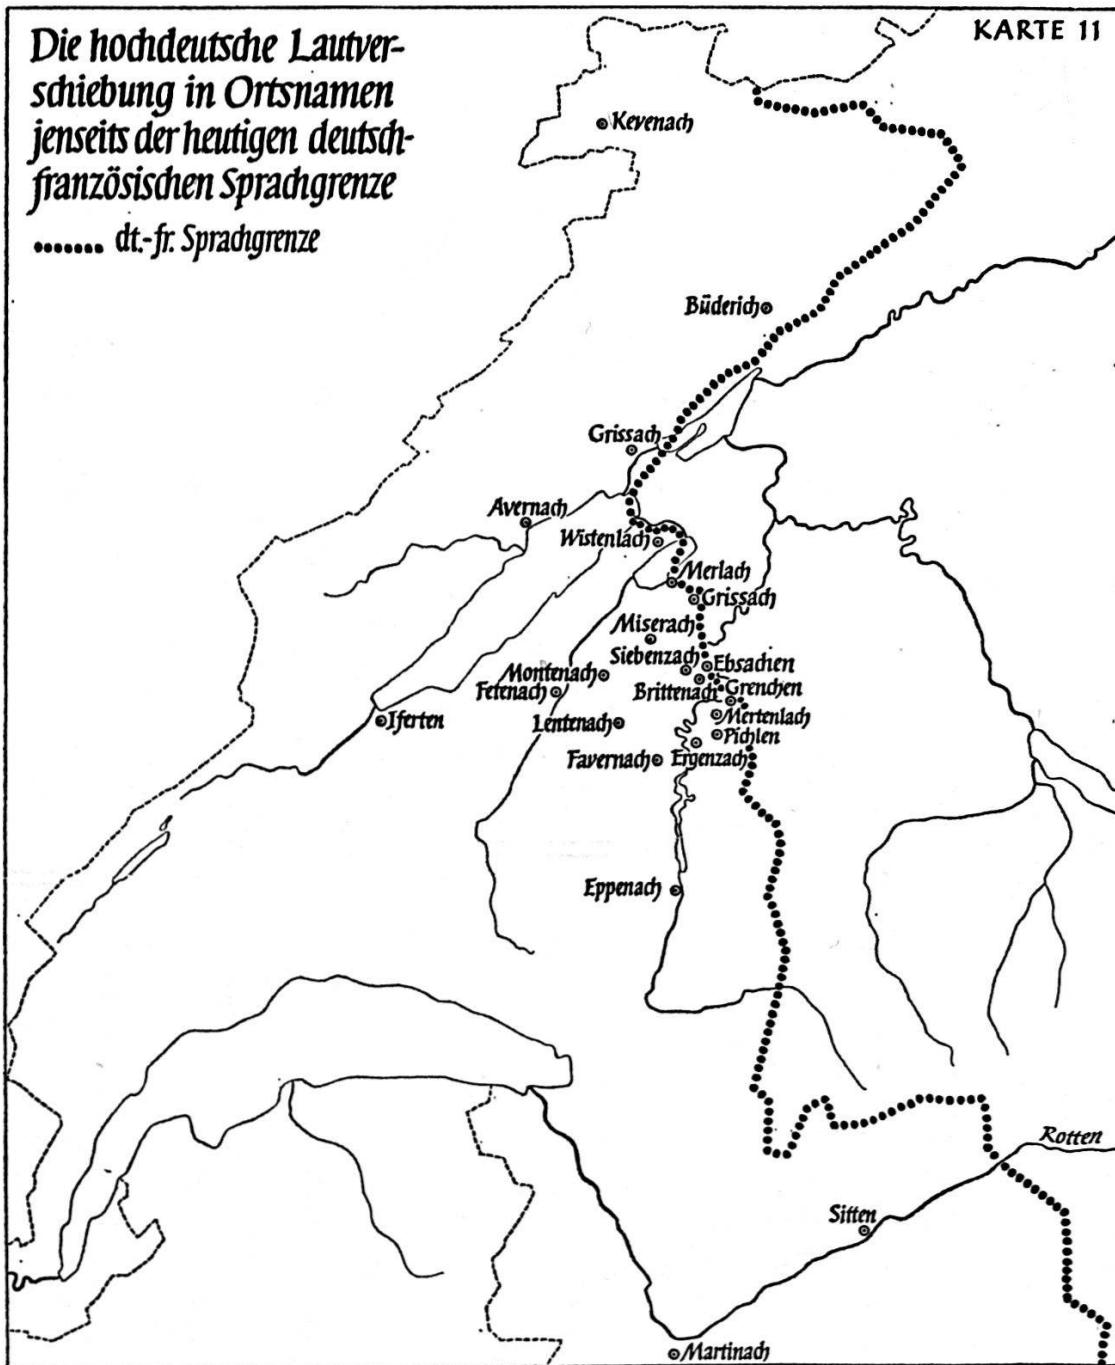 KARTE 11
Die hochdeutsche Lautver-
schiebung in Ortsnamen
jenseits der heutigen deutsch-
französischen Sprachgrenze
dt.-fr. Sprachgrenze
Kevenach
Büderich
Grissach
Avernach
Wistenlach
Merlach
Grissach
Miserach
Siebenzach
Ebsachen
Montenach
Brittenach
Grenchen
Fetenach
Mertenlach
Iferten
Lentenach
Pichlen
Favernach
Ergenzach
Eppenach
Rotten
Sitten
Martinach